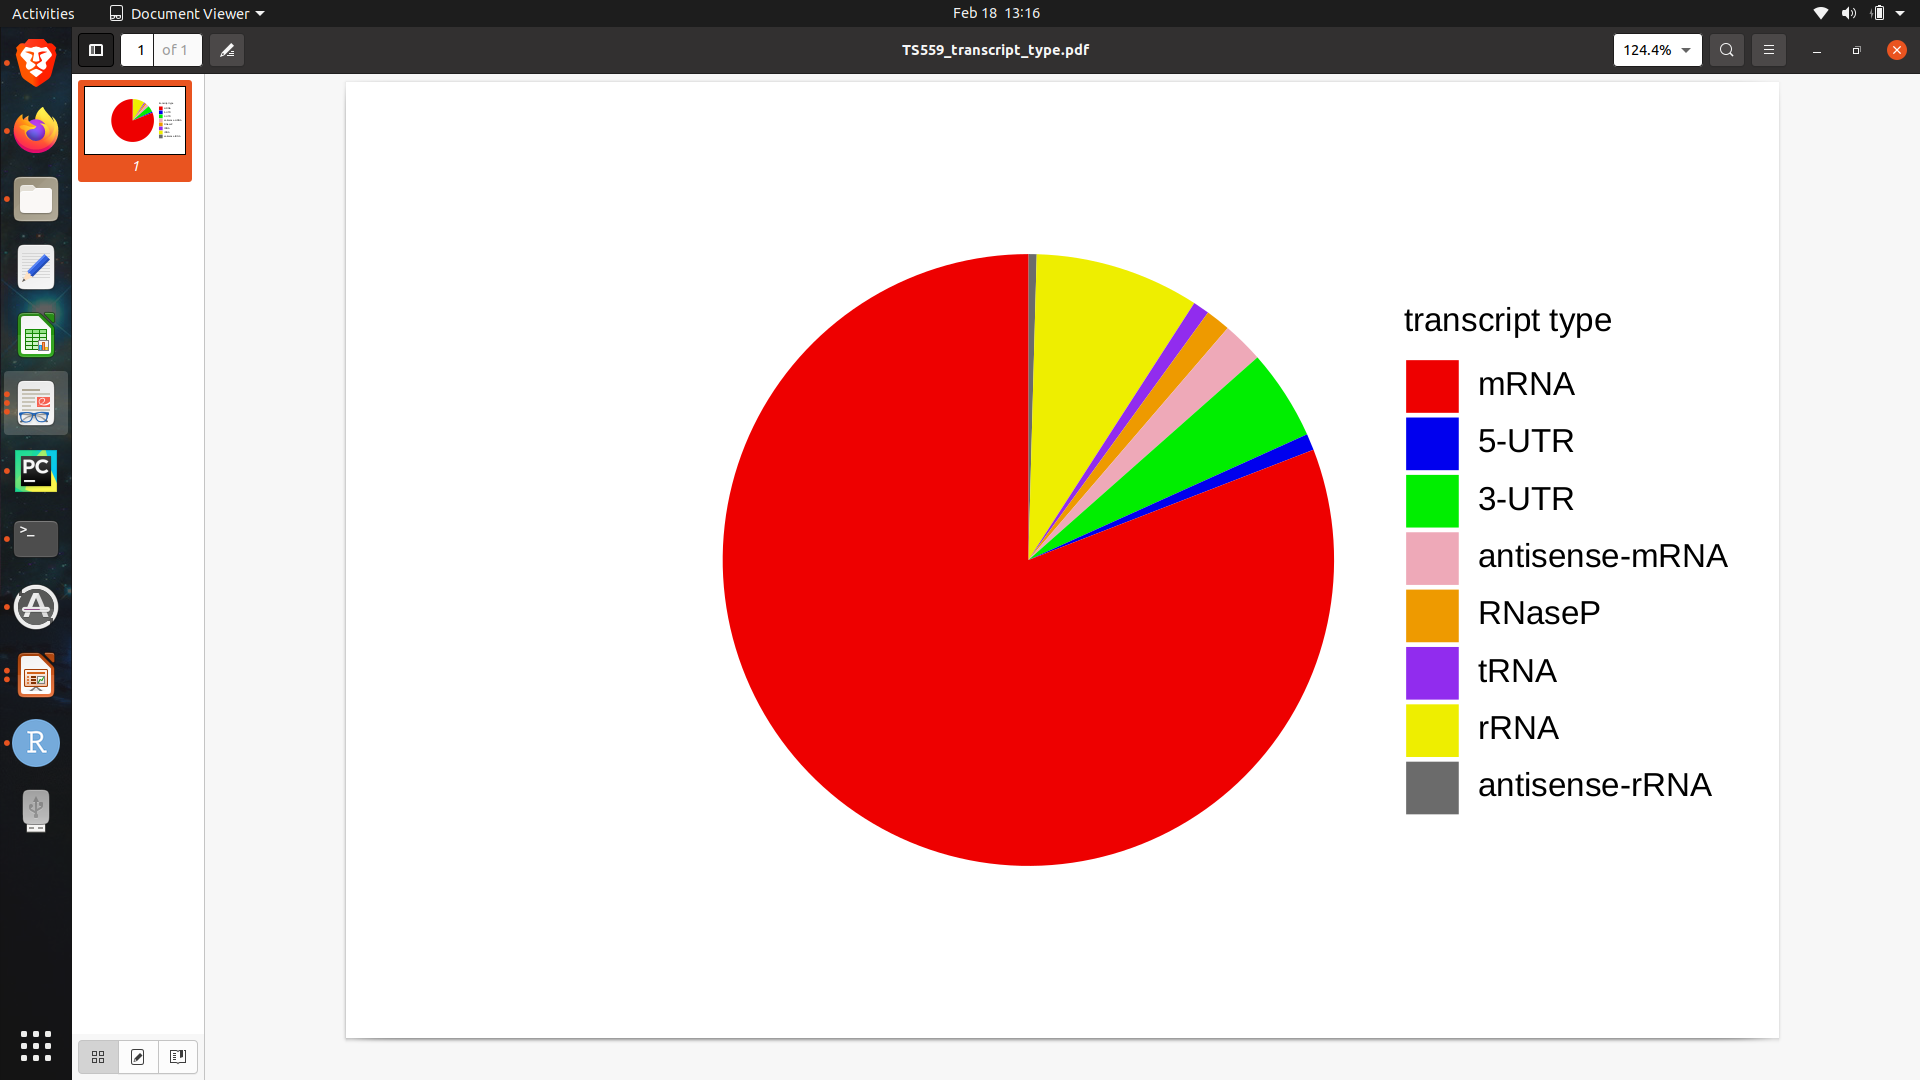 Activities
Document Viewer
Feb 18 13:16
1 of 1
TS559_transcript_type.pdf
124.4%
1
transcript type
mRNA
5-UTR
3-UTR
antisense-mRNA
RNaseP
tRNA
rRNA
antisense-rRNA
PC
>_
A
R